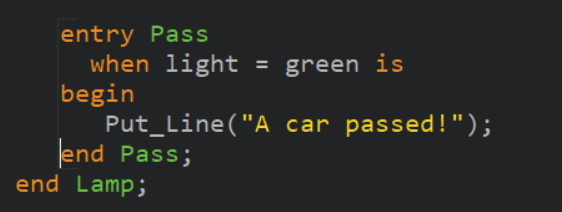 entry Pass
when light = green is
begin
Put_Line("A car passed!");
end Pass;
end Lamp;